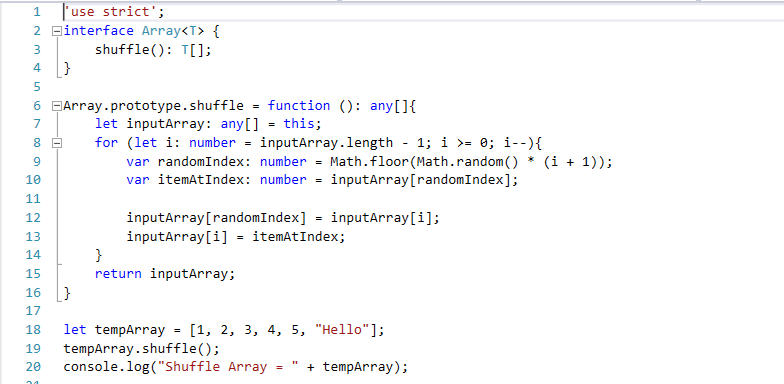 1 'use strict';
2 interface Array<T> {
3 shuffle(): T[];
4 }
5
6 Array.prototype.shuffle = function (): any[]{
7 let inputArray: any[] = this;
8 for (let i: number = inputArray.length - 1; i >= 0; i--){
9 var randomIndex: number = Math.floor(Math.random() * (i + 1));
10 var itemAtIndex: number = inputArray[randomIndex];
11
12 inputArray[randomIndex] = inputArray[i];
13 inputArray[i] = itemAtIndex;
14 }
15 return inputArray;
16 }
17
18 let tempArray = [1, 2, 3, 4, 5, "Hello"];
19 tempArray.shuffle();
20 console.log("Shuffle Array = " + tempArray);